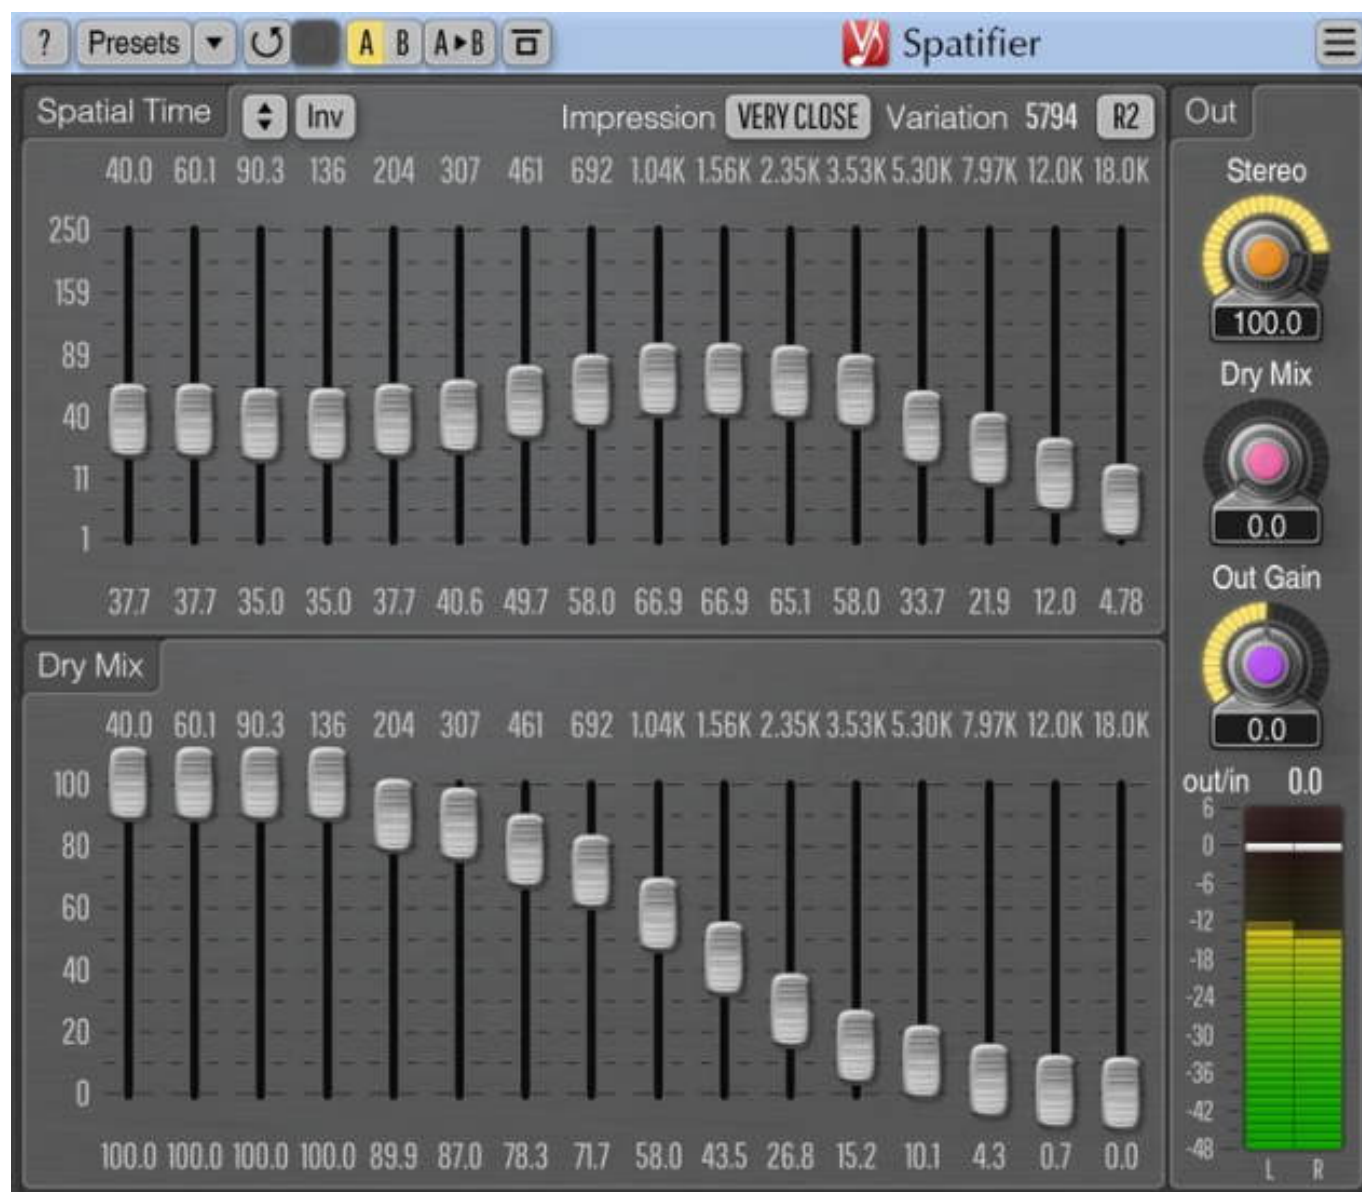 ? Presets A B A▸B Spatifier
Spatial Time Inv Impression VERY CLOSE Variation 5794 R2
40.0 60.1 90.3 136 204 307 461 692 1.04K 1.56K 2.35K 3.53K 5.30K 7.97K 12.0K 18.0K
250
159
89
40
11
1
37.7 37.7 35.0 35.0 37.7 40.6 49.7 58.0 66.9 66.9 65.1 58.0 33.7 21.9 12.0 4.78
Dry Mix
40.0 60.1 90.3 136 204 307 461 692 1.04K 1.56K 2.35K 3.53K 5.30K 7.97K 12.0K 18.0K
100
80
60
40
20
0
100.0 100.0 100.0 100.0 89.9 87.0 78.3 71.7 58.0 43.5 26.8 15.2 10.1 4.3 0.7 0.0
Out
Stereo
100.0
Dry Mix
0.0
Out Gain
0.0
out/in 0.0
6
0
-6
-12
-18
-24
-30
-36
-42
-48
L R